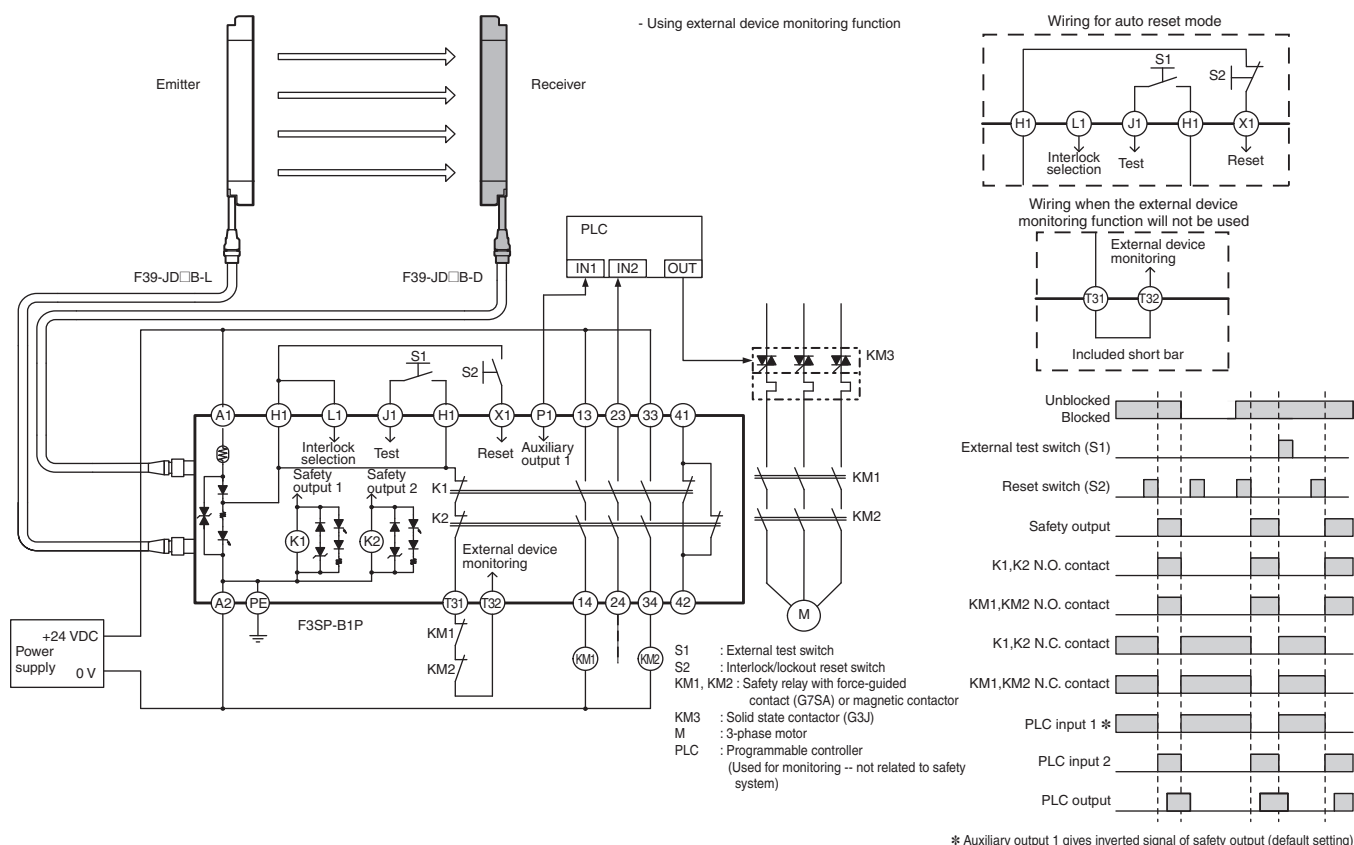 - Using external device monitoring function
Emitter
Receiver
F39-JD□B-L
F39-JD□B-D
PLC
IN1
IN2
OUT
KM3
S1
S2
A1
H1
L1
J1
H1
X1
P1
13
23
33
41
Interlock
selection
Test
Reset
Auxiliary
output 1
Safety
output 1
Safety
output 2
K1
K2
K1
K2
External device
monitoring
KM1
KM2
A2
PE
T31
T32
14
24
34
42
M
F3SP-B1P
KM1
KM2
KM1
KM2
+24 VDC
Power
supply
0 V
S1 : External test switch
S2 : Interlock/lockout reset switch
KM1, KM2 : Safety relay with force-guided
contact (G7SA) or magnetic contactor
KM3 : Solid state contactor (G3J)
M : 3-phase motor
PLC : Programmable controller
(Used for monitoring -- not related to safety
system)
Wiring for auto reset mode
S1
S2
H1
L1
J1
H1
X1
Interlock
selection
Test
Reset
Wiring when the external device
monitoring function will not be used
External device
monitoring
T31
T32
Included short bar
Unblocked
Blocked
External test switch (S1)
Reset switch (S2)
Safety output
K1,K2 N.O. contact
KM1,KM2 N.O. contact
K1,K2 N.C. contact
KM1,KM2 N.C. contact
PLC input 1 ✽
PLC input 2
PLC output
✽ Auxiliary output 1 gives inverted signal of safety output (default setting)